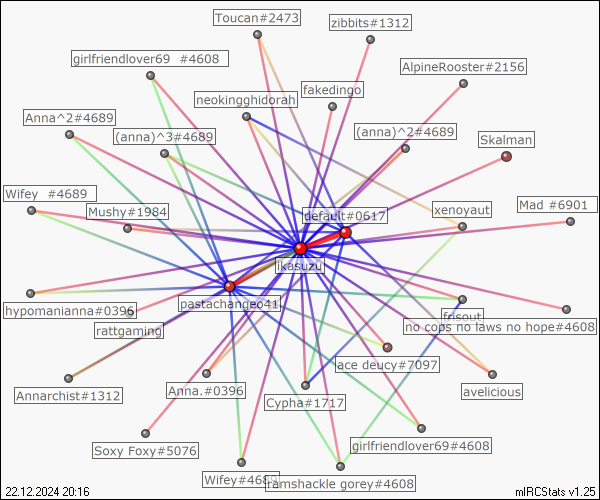 Toucan#2473
zibbits#1312
girlfriendlover69 #4608
AlpineRooster#2156
fakedingo
neokingghidorah
Anna^2#4689
(anna)^3#4689
(anna)^2#4689
Skalman
Wifey #4689
Mushy#1984
default#0617
xenoyaut
Mad #6901
ikasuzu
pastachangeo41
hypomanianna#0396
rattgaming
frisout
no cops no laws no hope#4608
ace deucy#7097
Annarchist#1312
Anna.#0396
Cypha#1717
avelicious
Soxy Foxy#5076
girlfriendlover69#4608
Wifey#4689
ramshackle gorey#4608
22.12.2024 20:16
mIRCStats v1.25